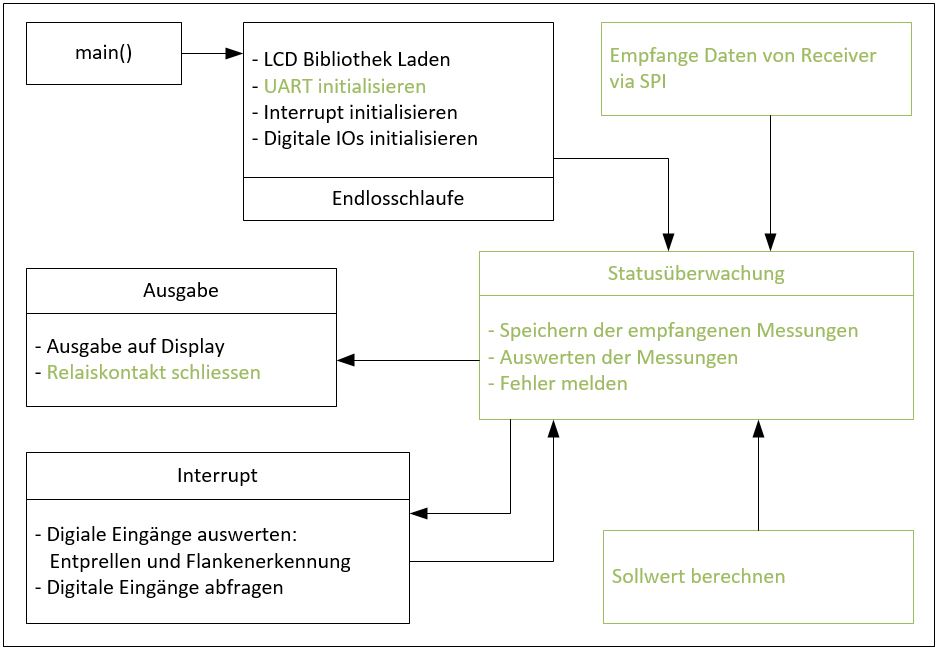 main()
- LCD Bibliothek Laden
- UART initialisieren
- Interrupt initialisieren
- Digitale IOs initialisieren
Endlosschlaufe
Empfange Daten von Receiver
via SPI
Statusüberwachung
- Speichern der empfangenen Messungen
- Auswerten der Messungen
- Fehler melden
Ausgabe
- Ausgabe auf Display
- Relaiskontakt schliessen
Interrupt
- Digiale Eingänge auswerten:
Entprellen und Flankenerkennung
- Digitale Eingänge abfragen
Sollwert berechnen